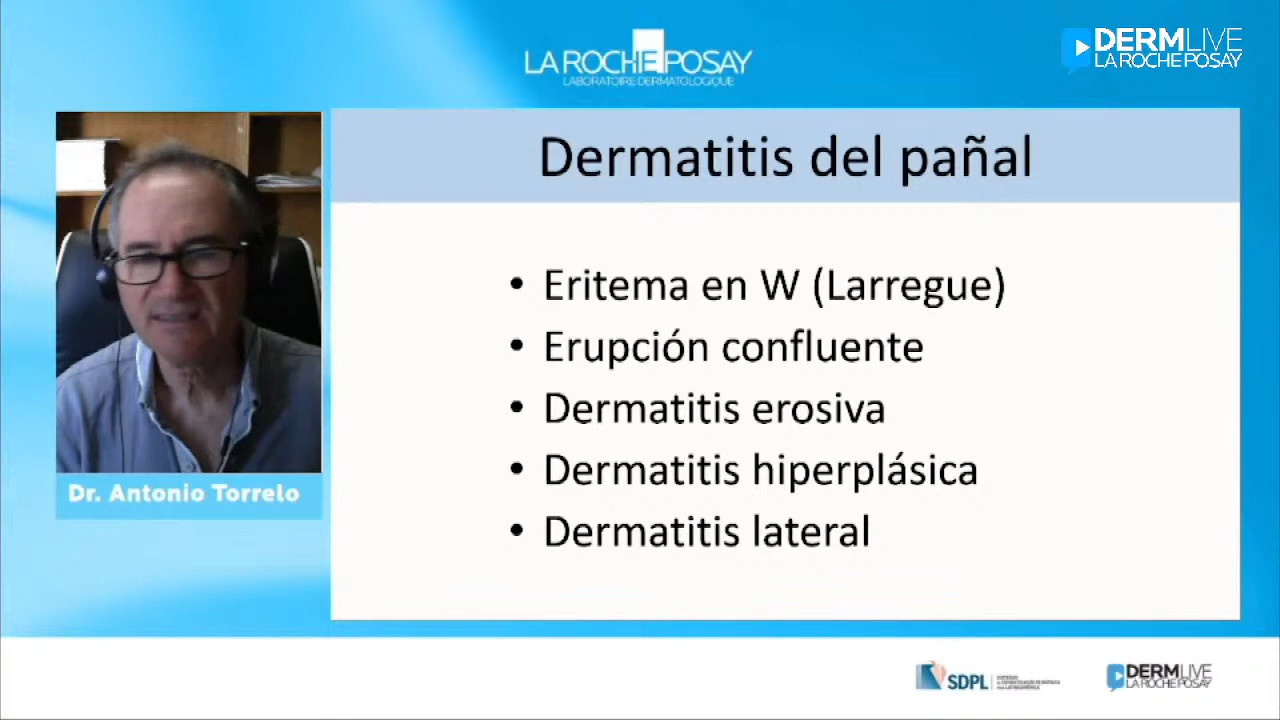 LA ROCHE POSAY
LABORATOIRE DERMATOLOGIQUE
DERMLIVE
LA ROCHE POSAY
Dermatitis del pañal
• Eritema en W (Larregue)
• Erupción confluente
• Dermatitis erosiva
• Dermatitis hiperplásica
• Dermatitis lateral
Dr. Antonio Torrelo
SDPL
DERMLIVE
LA ROCHE POSAY